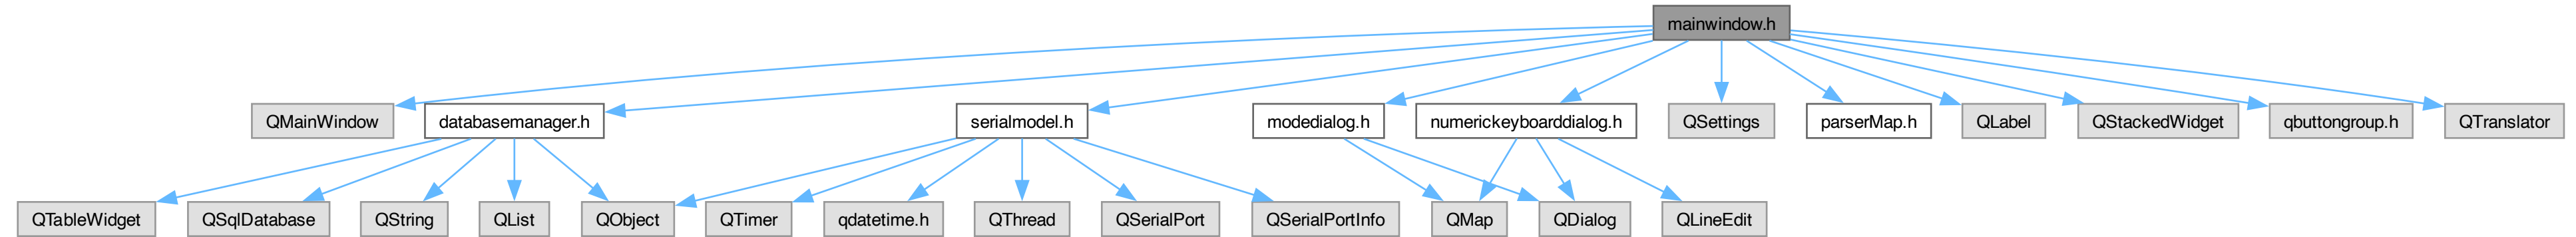 mainwindow.h
QMainWindow
databasemanager.h
serialmodel.h
modedialog.h
numerickeyboarddialog.h
QSettings
parserMap.h
QLabel
QStackedWidget
qbuttongroup.h
QTranslator
QTableWidget
QSqlDatabase
QString
QList
QObject
QTimer
qdatetime.h
QThread
QSerialPort
QSerialPortInfo
QMap
QDialog
QLineEdit